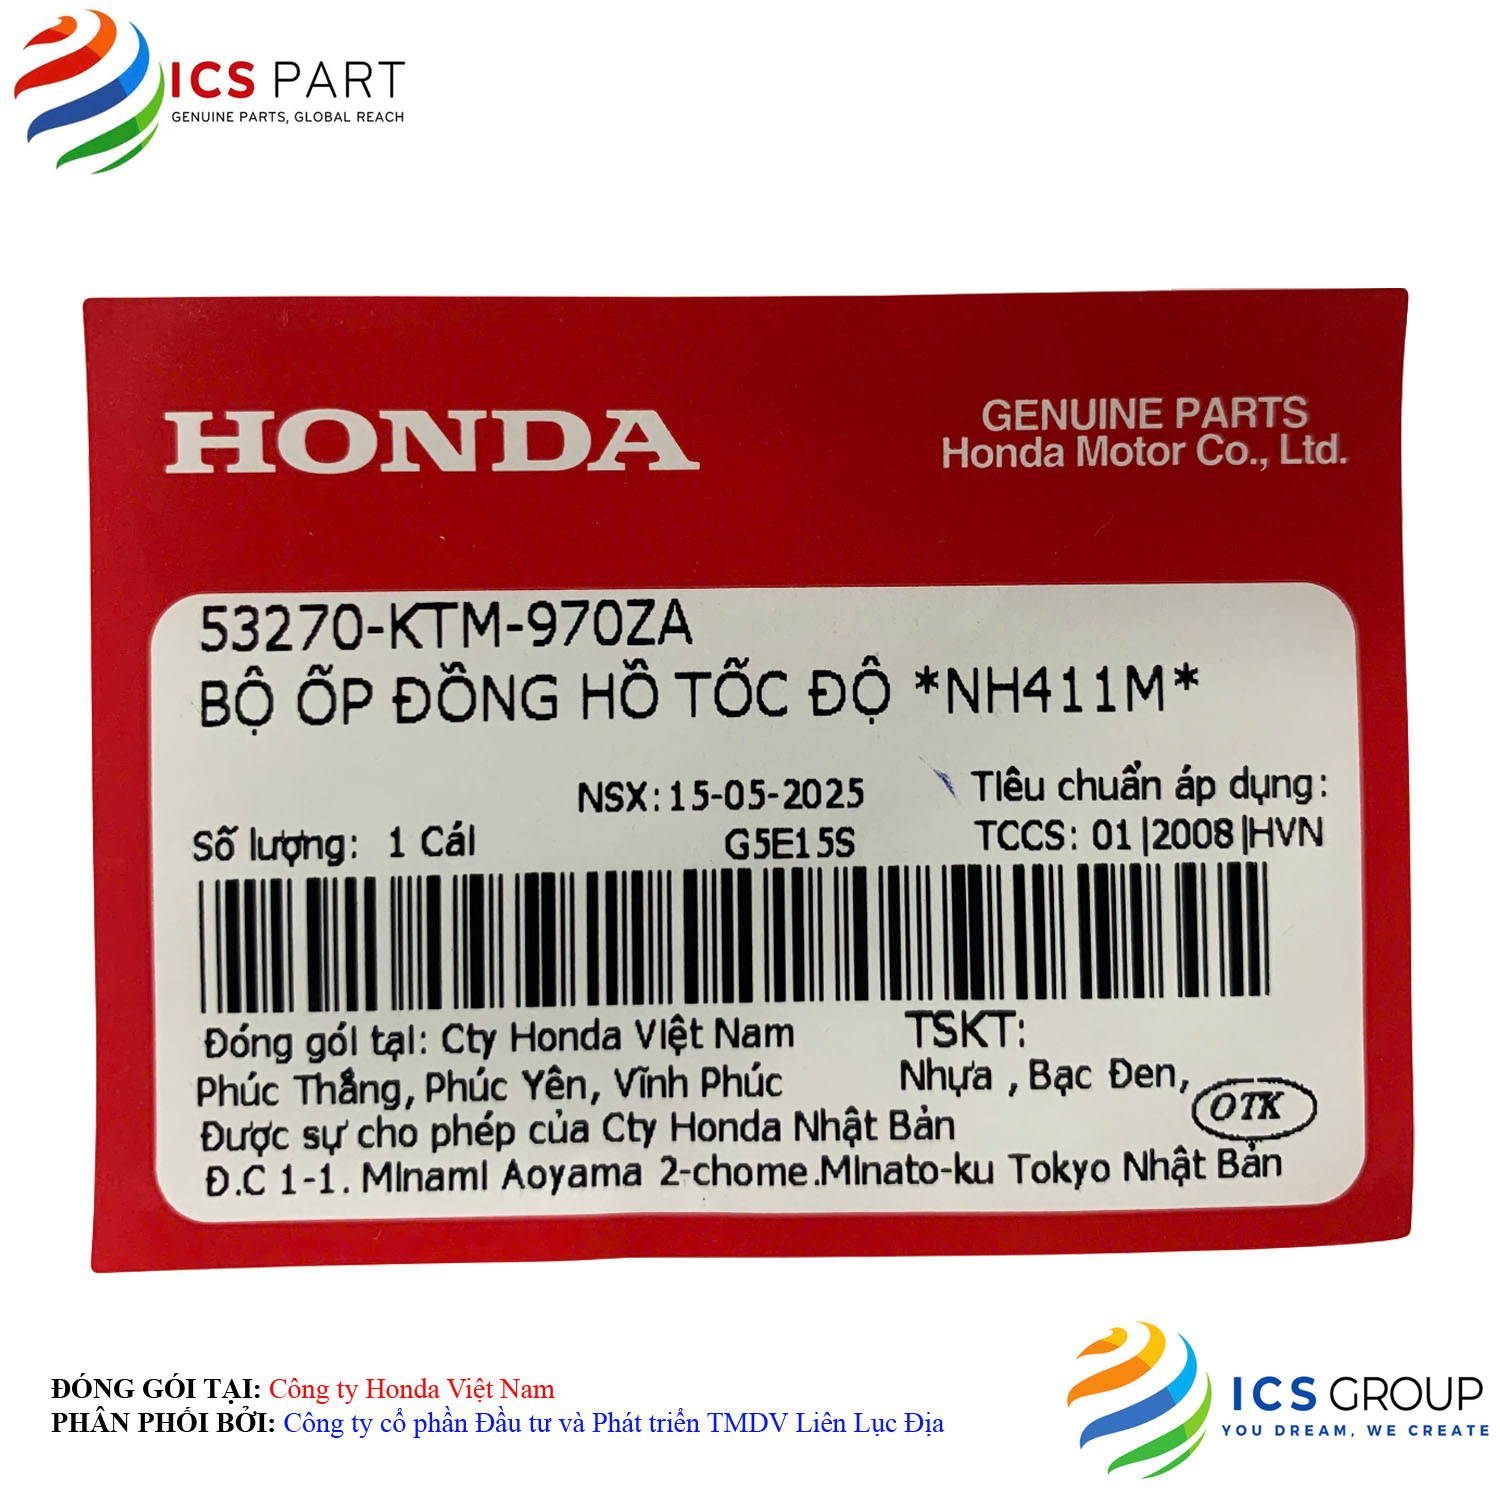 ICS PART
GENUINE PARTS, GLOBAL REACH
HONDA
GENUINE PARTS
Honda Motor Co., Ltd.
53270-KTM-970ZA
BỘ ỐP ĐỒNG HỒ TỐC ĐỘ *NH411M*
NSX: 15-05-2025
Tiêu chuẩn áp dụng:
Số lượng: 1 Cái
G5E15S
TCCS: 01|2008|HVN
Đóng gói tại: Cty Honda Việt Nam
TSKT:
Phúc Thắng, Phúc Yên, Vĩnh Phúc
Nhựa , Bạc Đen,
OTK
Được sự cho phép của Cty Honda Nhật Bản
Đ.C 1-1. Minami Aoyama 2-chome.Minato-ku Tokyo Nhật Bản
ĐÓNG GÓI TẠI: Công ty Honda Việt Nam
PHÂN PHỐI BỞI: Công ty cổ phần Đầu tư và Phát triển TMDV Liên Lục Địa
ICS GROUP
YOU DREAM, WE CREATE